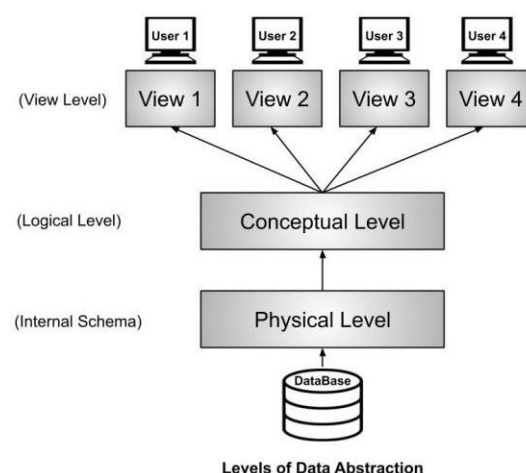 User 1 User 2 User 3 User 4
(View Level) View 1 View 2 View 3 View 4
(Logical Level) Conceptual Level
(Internal Schema) Physical Level
DataBase
Levels of Data Abstraction